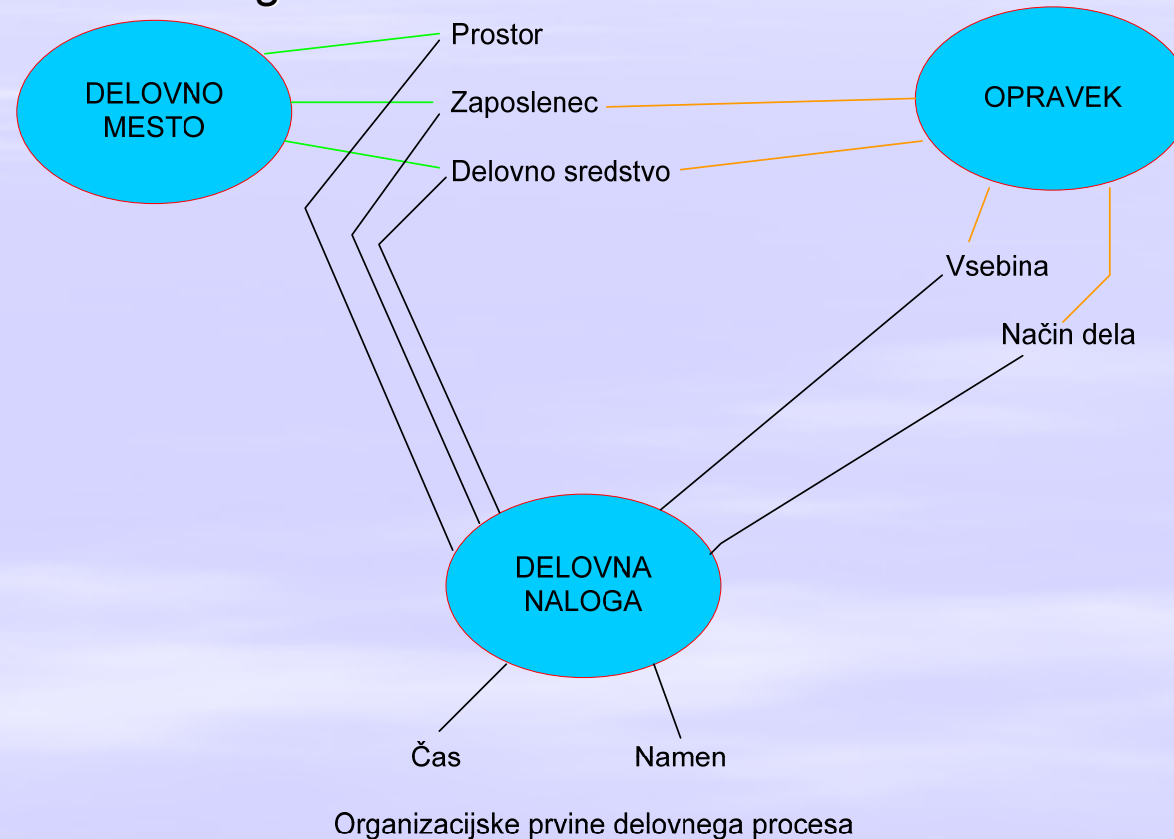 Prostor
DELOVNO
MESTO
Zaposlenec
OPRAVEK
Delovno sredstvo
Vsebina
Način dela
DELOVNA
NALOGA
Čas
Namen
Organizacijske prvine delovnega procesa